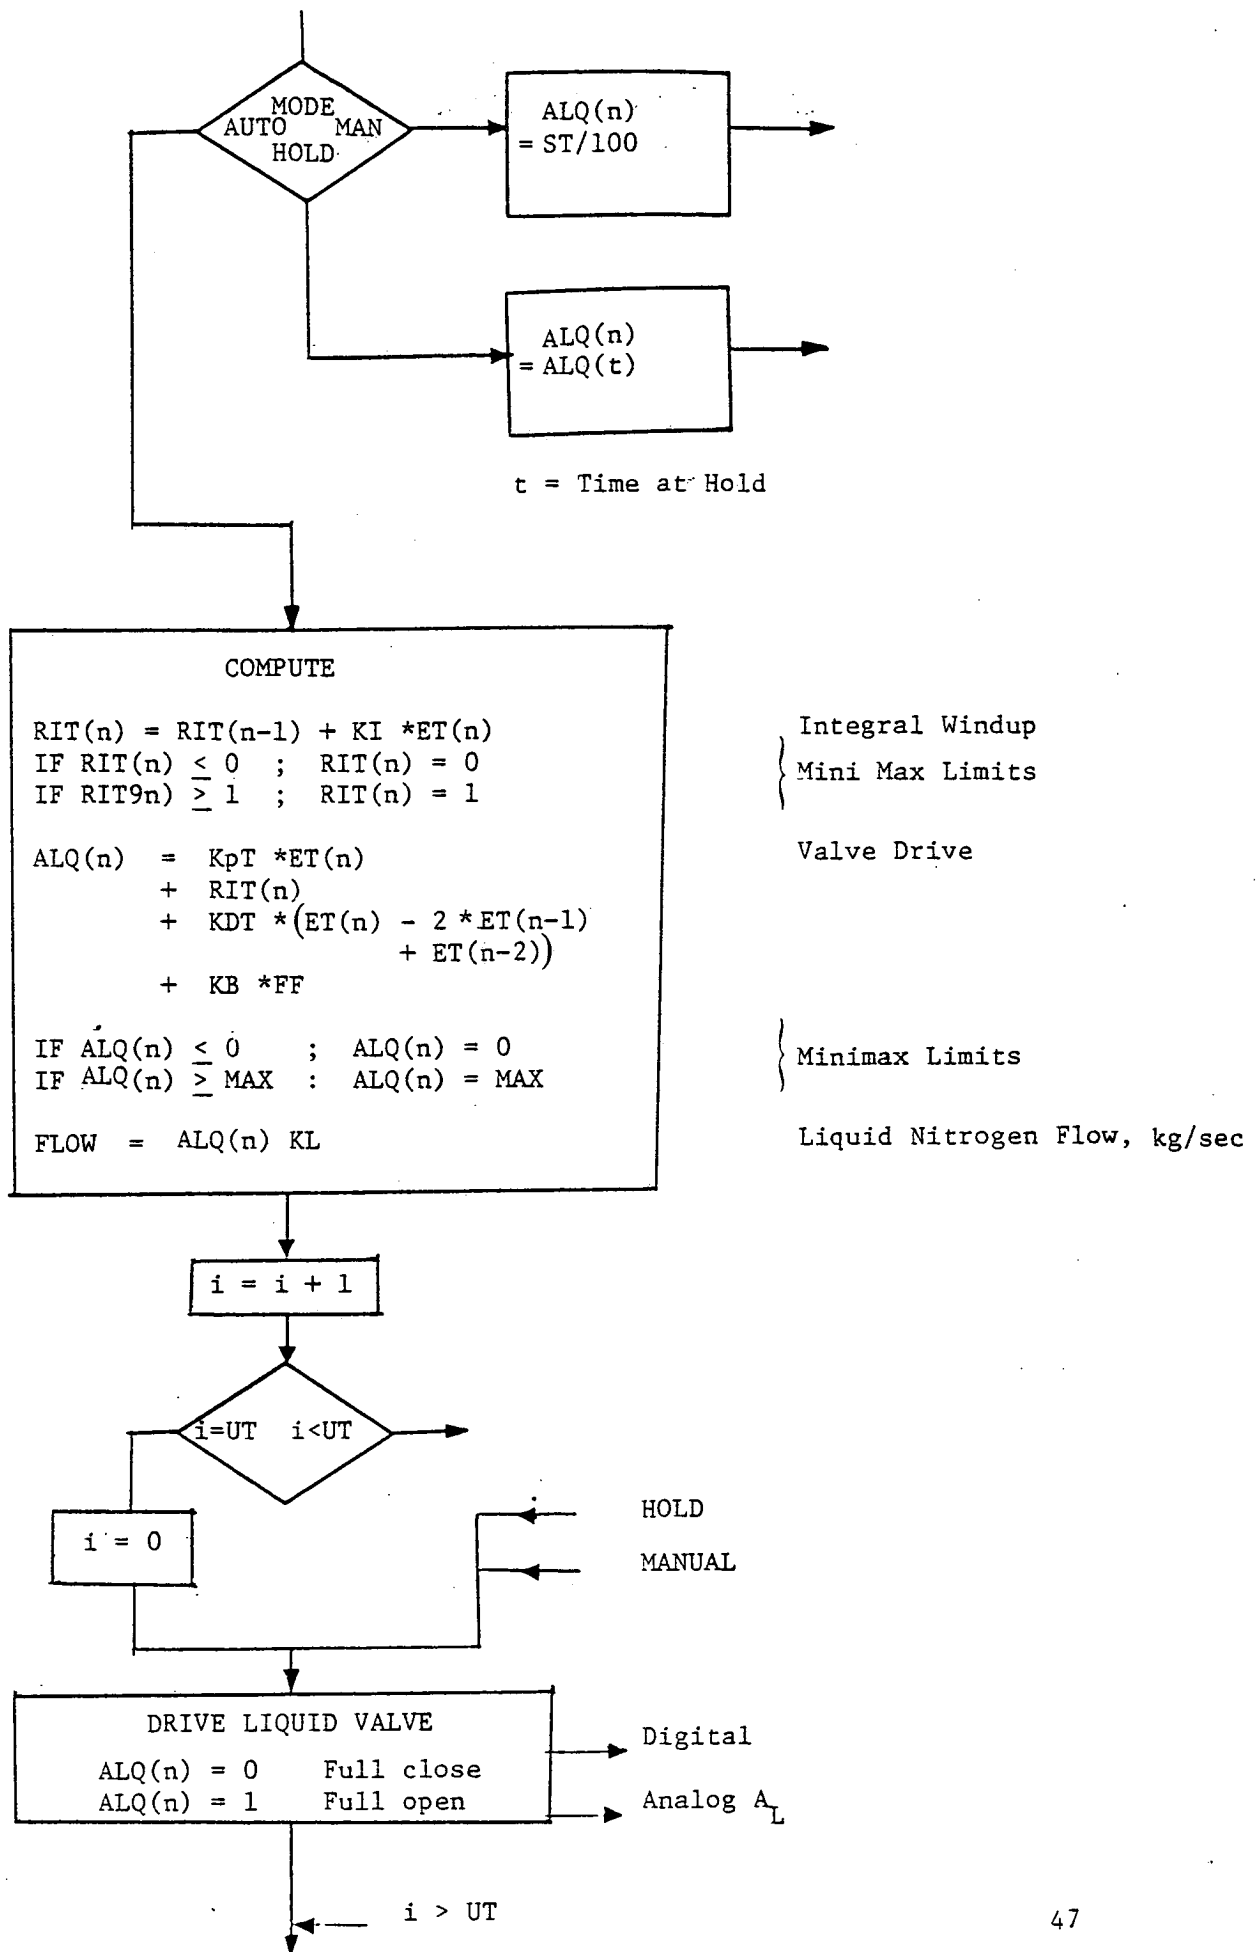 MODE
AUTO MAN
HOLD
ALQ(n)
= ST/100
ALQ(n)
= ALQ(t)
t = Time at Hold
COMPUTE
RIT(n) = RIT(n-1) + KI *ET(n)
Integral Windup
IF RIT(n) ≤ 0 ; RIT(n) = 0
Mini Max Limits
IF RIT9n) ≥ 1 ; RIT(n) = 1
ALQ(n) = KpT *ET(n)
Valve Drive
+ RIT(n)
+ KDT *(ET(n) - 2 *ET(n-1)
+ ET(n-2))
+ KB *FF
IF ALQ(n) ≤ 0 ; ALQ(n) = 0
Minimax Limits
IF ALQ(n) ≥ MAX : ALQ(n) = MAX
FLOW = ALQ(n) KL
Liquid Nitrogen Flow, kg/sec
i = i + 1
i=UT i<UT
i = 0
HOLD
MANUAL
DRIVE LIQUID VALVE
ALQ(n) = 0 Full close
ALQ(n) = 1 Full open
Digital
Analog A_L
i > UT
47